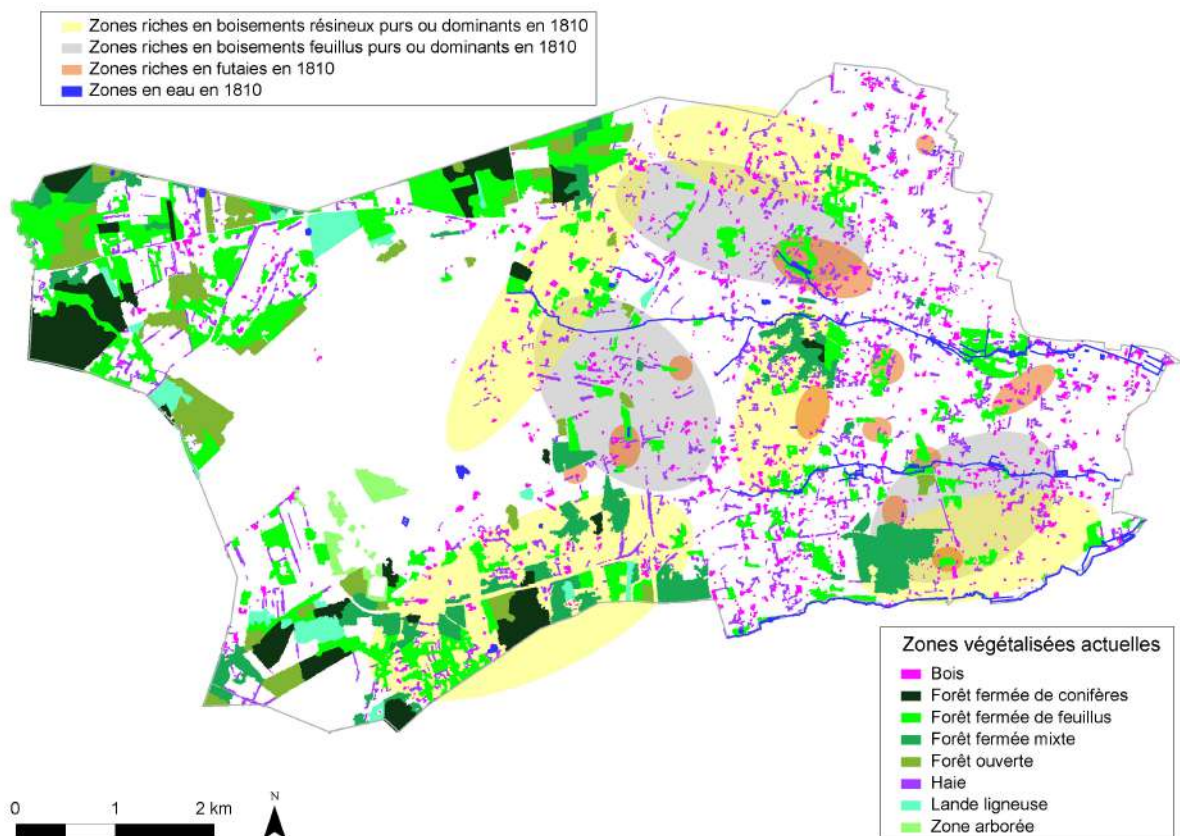 Zones riches en boisements résineux purs ou dominants en 1810
Zones riches en boisements feuillus purs ou dominants en 1810
Zones riches en futaies en 1810
Zones en eau en 1810
Zones végétalisées actuelles
Bois
Forêt fermée de conifères
Forêt fermée de feuillus
Forêt fermée mixte
Forêt ouverte
Haie
Lande ligneuse
Zone arborée
0 1 2 km
N